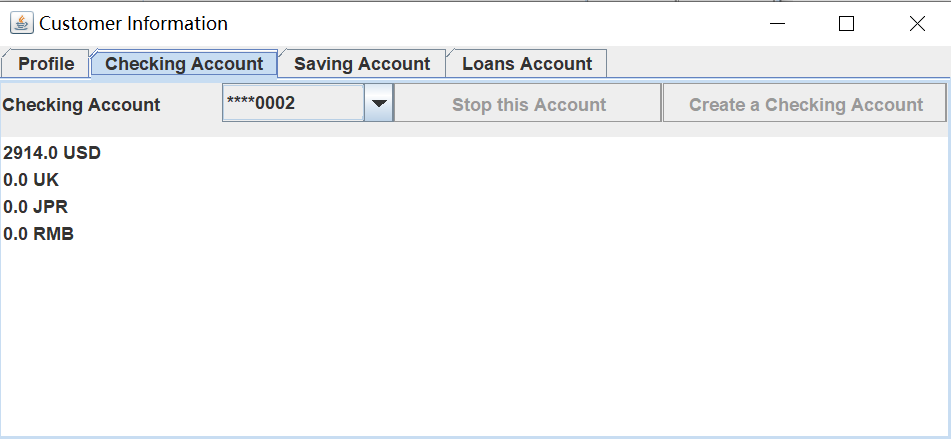 Customer Information
Profile Checking Account Saving Account Loans Account
Checking Account ****0002 Stop this Account Create a Checking Account
2914.0 USD
0.0 UK
0.0 JPR
0.0 RMB